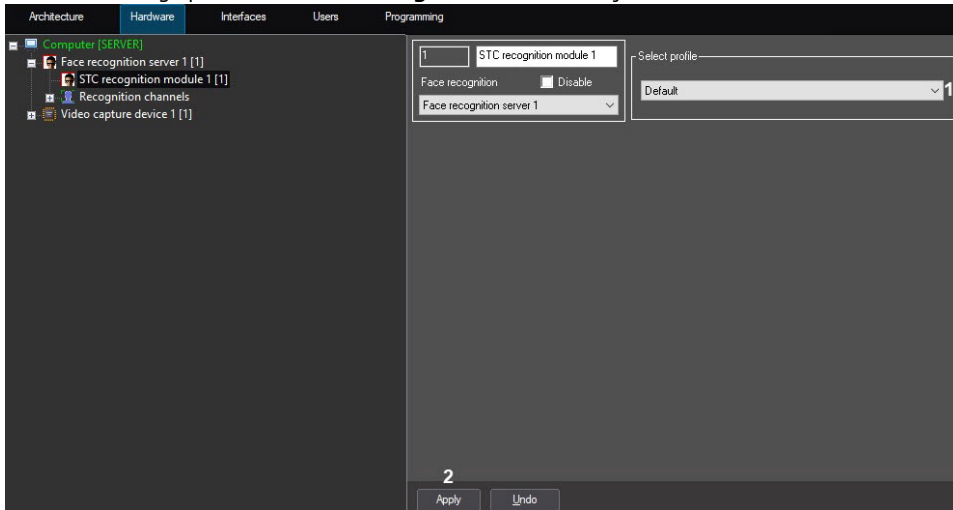 Architecture Hardware Interfaces Users Programming
Computer [SERVER]
Face recognition server 1 [1]
STC recognition module 1 [1]
Recognition channels
Video capture device 1 [1]
1 STC recognition module 1
Face recognition Disable
Face recognition server 1
Select profile
Default 1
2
Apply Undo